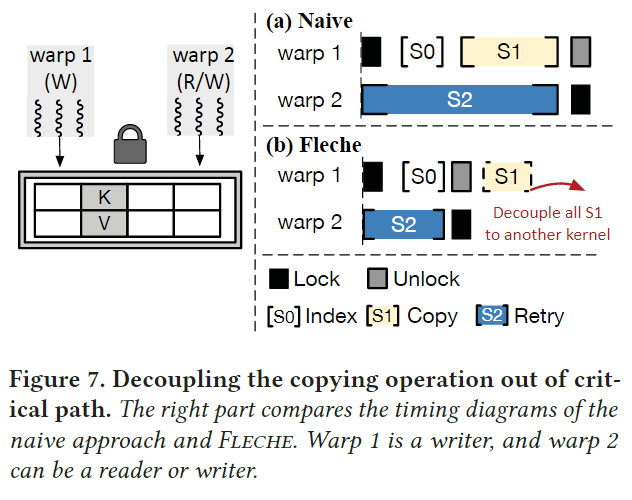 warp 1
(W)
warp 2
(R/W)
K
V
(a) Naive
warp 1
[S0]
[S1]
warp 2
[S2]
(b) Fleche
warp 1
[S0]
[S1]
warp 2
[S2]
Decouple all S1
to another kernel
Lock Unlock
[S0] Index [S1] Copy [S2] Retry
Figure 7. Decoupling the copying operation out of crit-
ical path. The right part compares the timing diagrams of the
naive approach and FLECHE. Warp 1 is a writer, and warp 2
can be a reader or writer.